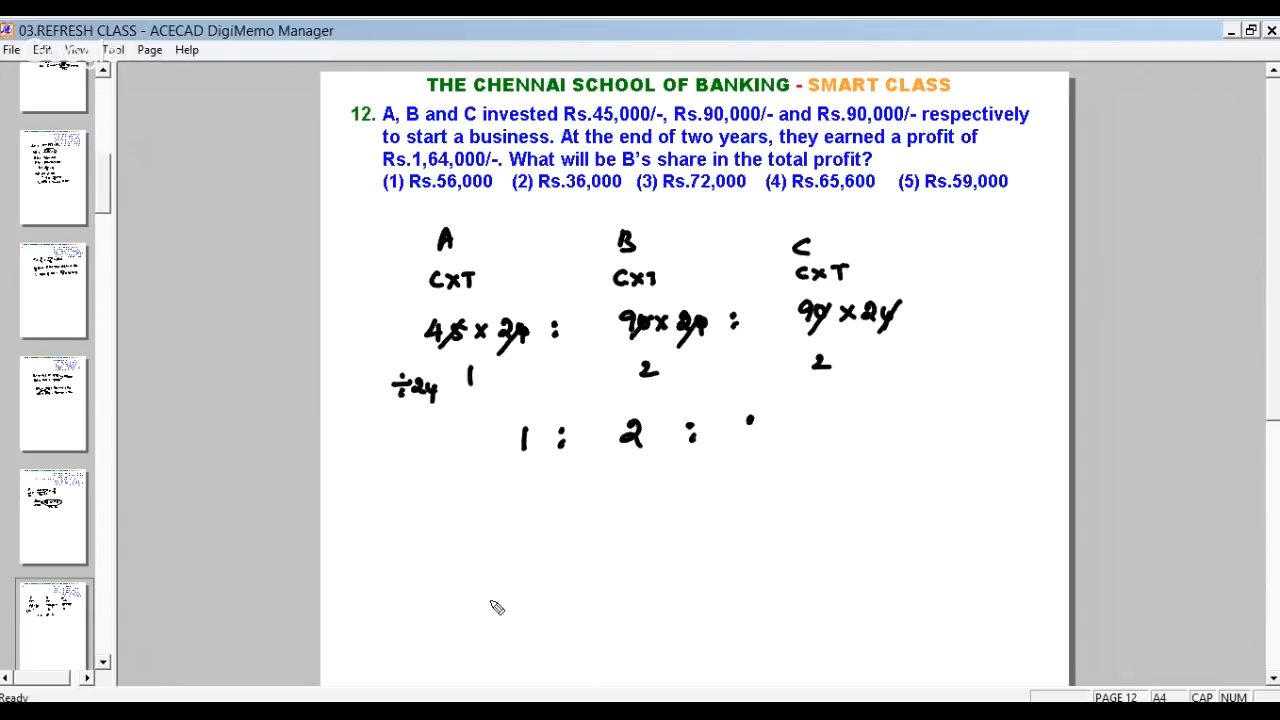 03.REFRESH CLASS - ACECAD DigiMemo Manager
File Edit View Tool Page Help
THE CHENNAI SCHOOL OF BANKING - SMART CLASS
12. A, B and C invested Rs.45,000/-, Rs.90,000/- and Rs.90,000/- respectively
to start a business. At the end of two years, they earned a profit of
Rs.1,64,000/-. What will be B's share in the total profit?
(1) Rs.56,000 (2) Rs.36,000 (3) Rs.72,000 (4) Rs.65,600 (5) Rs.59,000
A B C
C×T C×T C×T
45 × 24 : 90 × 24 : 90 × 24
÷24 1 2 2
1 : 2 :
Ready PAGE 12 A4 CAP NUM